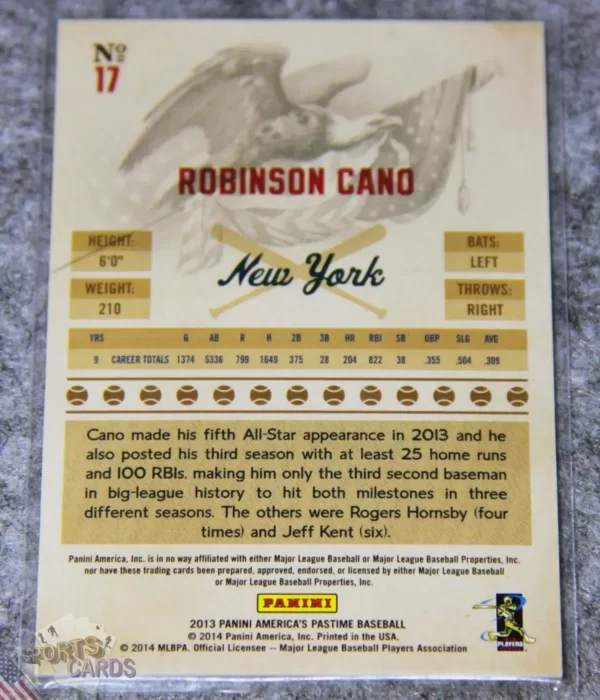 No
17
ROBINSON CANO
HEIGHT:
6'0"
WEIGHT:
210
New York
BATS:
LEFT
THROWS:
RIGHT
YRS G AB R H 2B 3B HR RBI SB OBP SLG AVG
9 CAREER TOTALS 1374 5336 799 1649 375 28 204 822 38 .355 .504 .309
Cano made his fifth All-Star appearance in 2013 and he
also posted his third season with at least 25 home runs
and 100 RBIs. making him only the third second baseman
in big-league history to hit both milestones in three
different seasons. The others were Rogers Hornsby (four
times) and Jeff Kent (six).
Panini America, Inc. is in no way affiliated with either Major League Baseball or Major League Baseball Properties, Inc.
nor have these trading cards been prepared, approved, endorsed, or licensed by either Major League Baseball
or Major League Baseball Properties, Inc.
PANINI
2013 PANINI AMERICA'S PASTIME BASEBALL
© 2014 Panini America, Inc. Printed in the USA.
© 2014 MLBPA. Official Licensee -- Major League Baseball Players Association
PLAYERS
SPORTS
CARDS